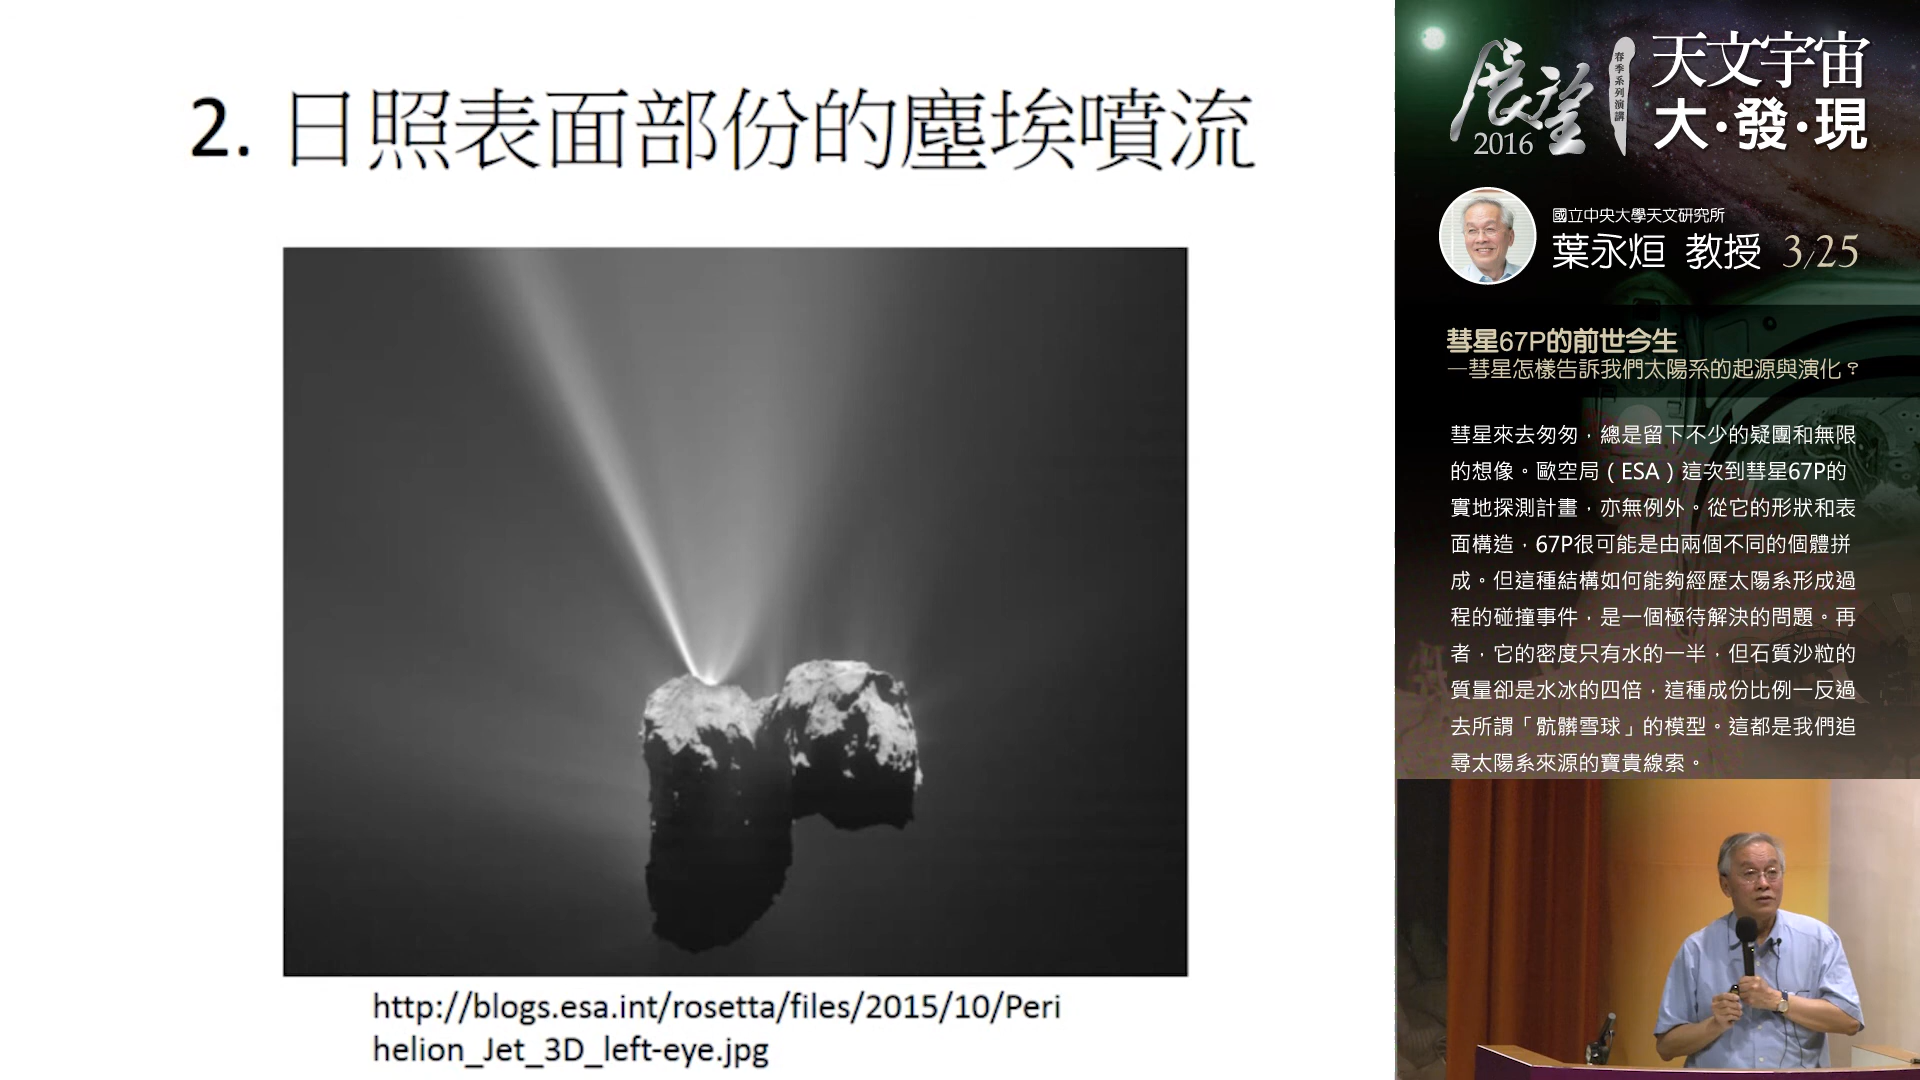 2. 日照表面部份的塵埃噴流
http://blogs.esa.int/rosetta/files/2015/10/Peri
helion_Jet_3D_left-eye.jpg
展望
2016
春季系列演講
天文宇宙
大·發·現
國立中央大學天文研究所
葉永烜 教授 3/25
彗星67P的前世今生
—彗星怎樣告訴我們太陽系的起源與演化？
彗星來去匆匆，總是留下不少的疑團和無限
的想像。歐空局（ESA）這次到彗星67P的
實地探測計畫，亦無例外。從它的形狀和表
面構造，67P很可能是由兩個不同的個體拼
成。但這種結構如何能夠經歷太陽系形成過
程的碰撞事件，是一個極待解決的問題。再
者，它的密度只有水的一半，但石質沙粒的
質量卻是水冰的四倍，這種成份比例一反過
去所謂「骯髒雪球」的模型。這都是我們追
尋太陽系來源的寶貴線索。